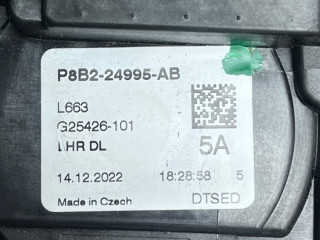 P8B2-24995-AB
L663
G25426-101
LHR DL 5A
14.12.2022 18:28:58 5
Made in Czech DTSED